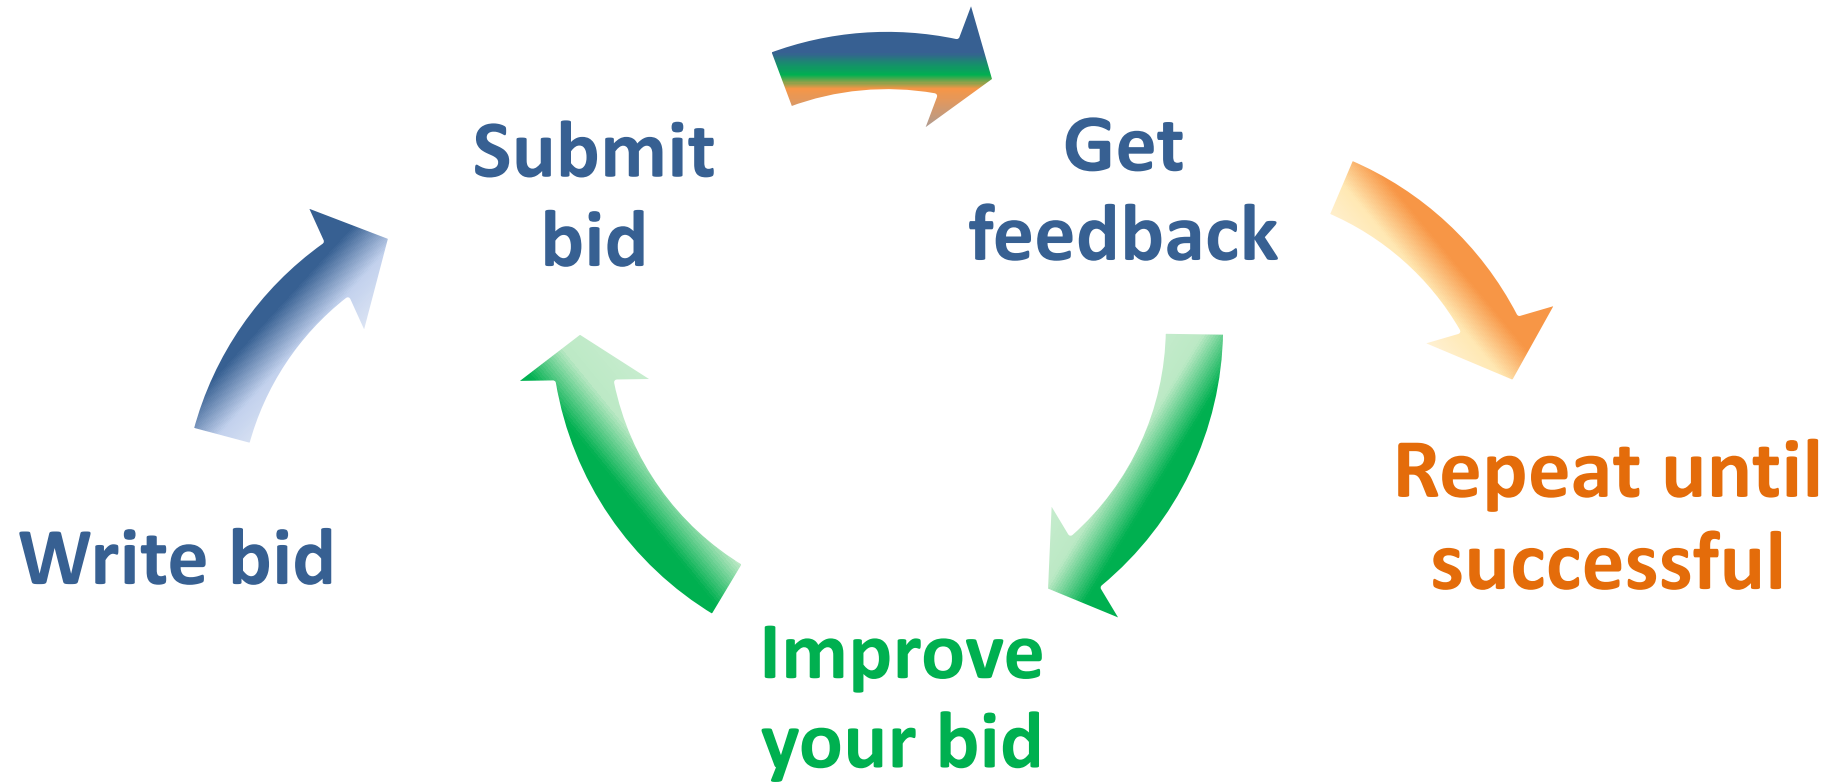 Write bid
Submit
bid
Get
feedback
Improve
your bid
Repeat until
successful